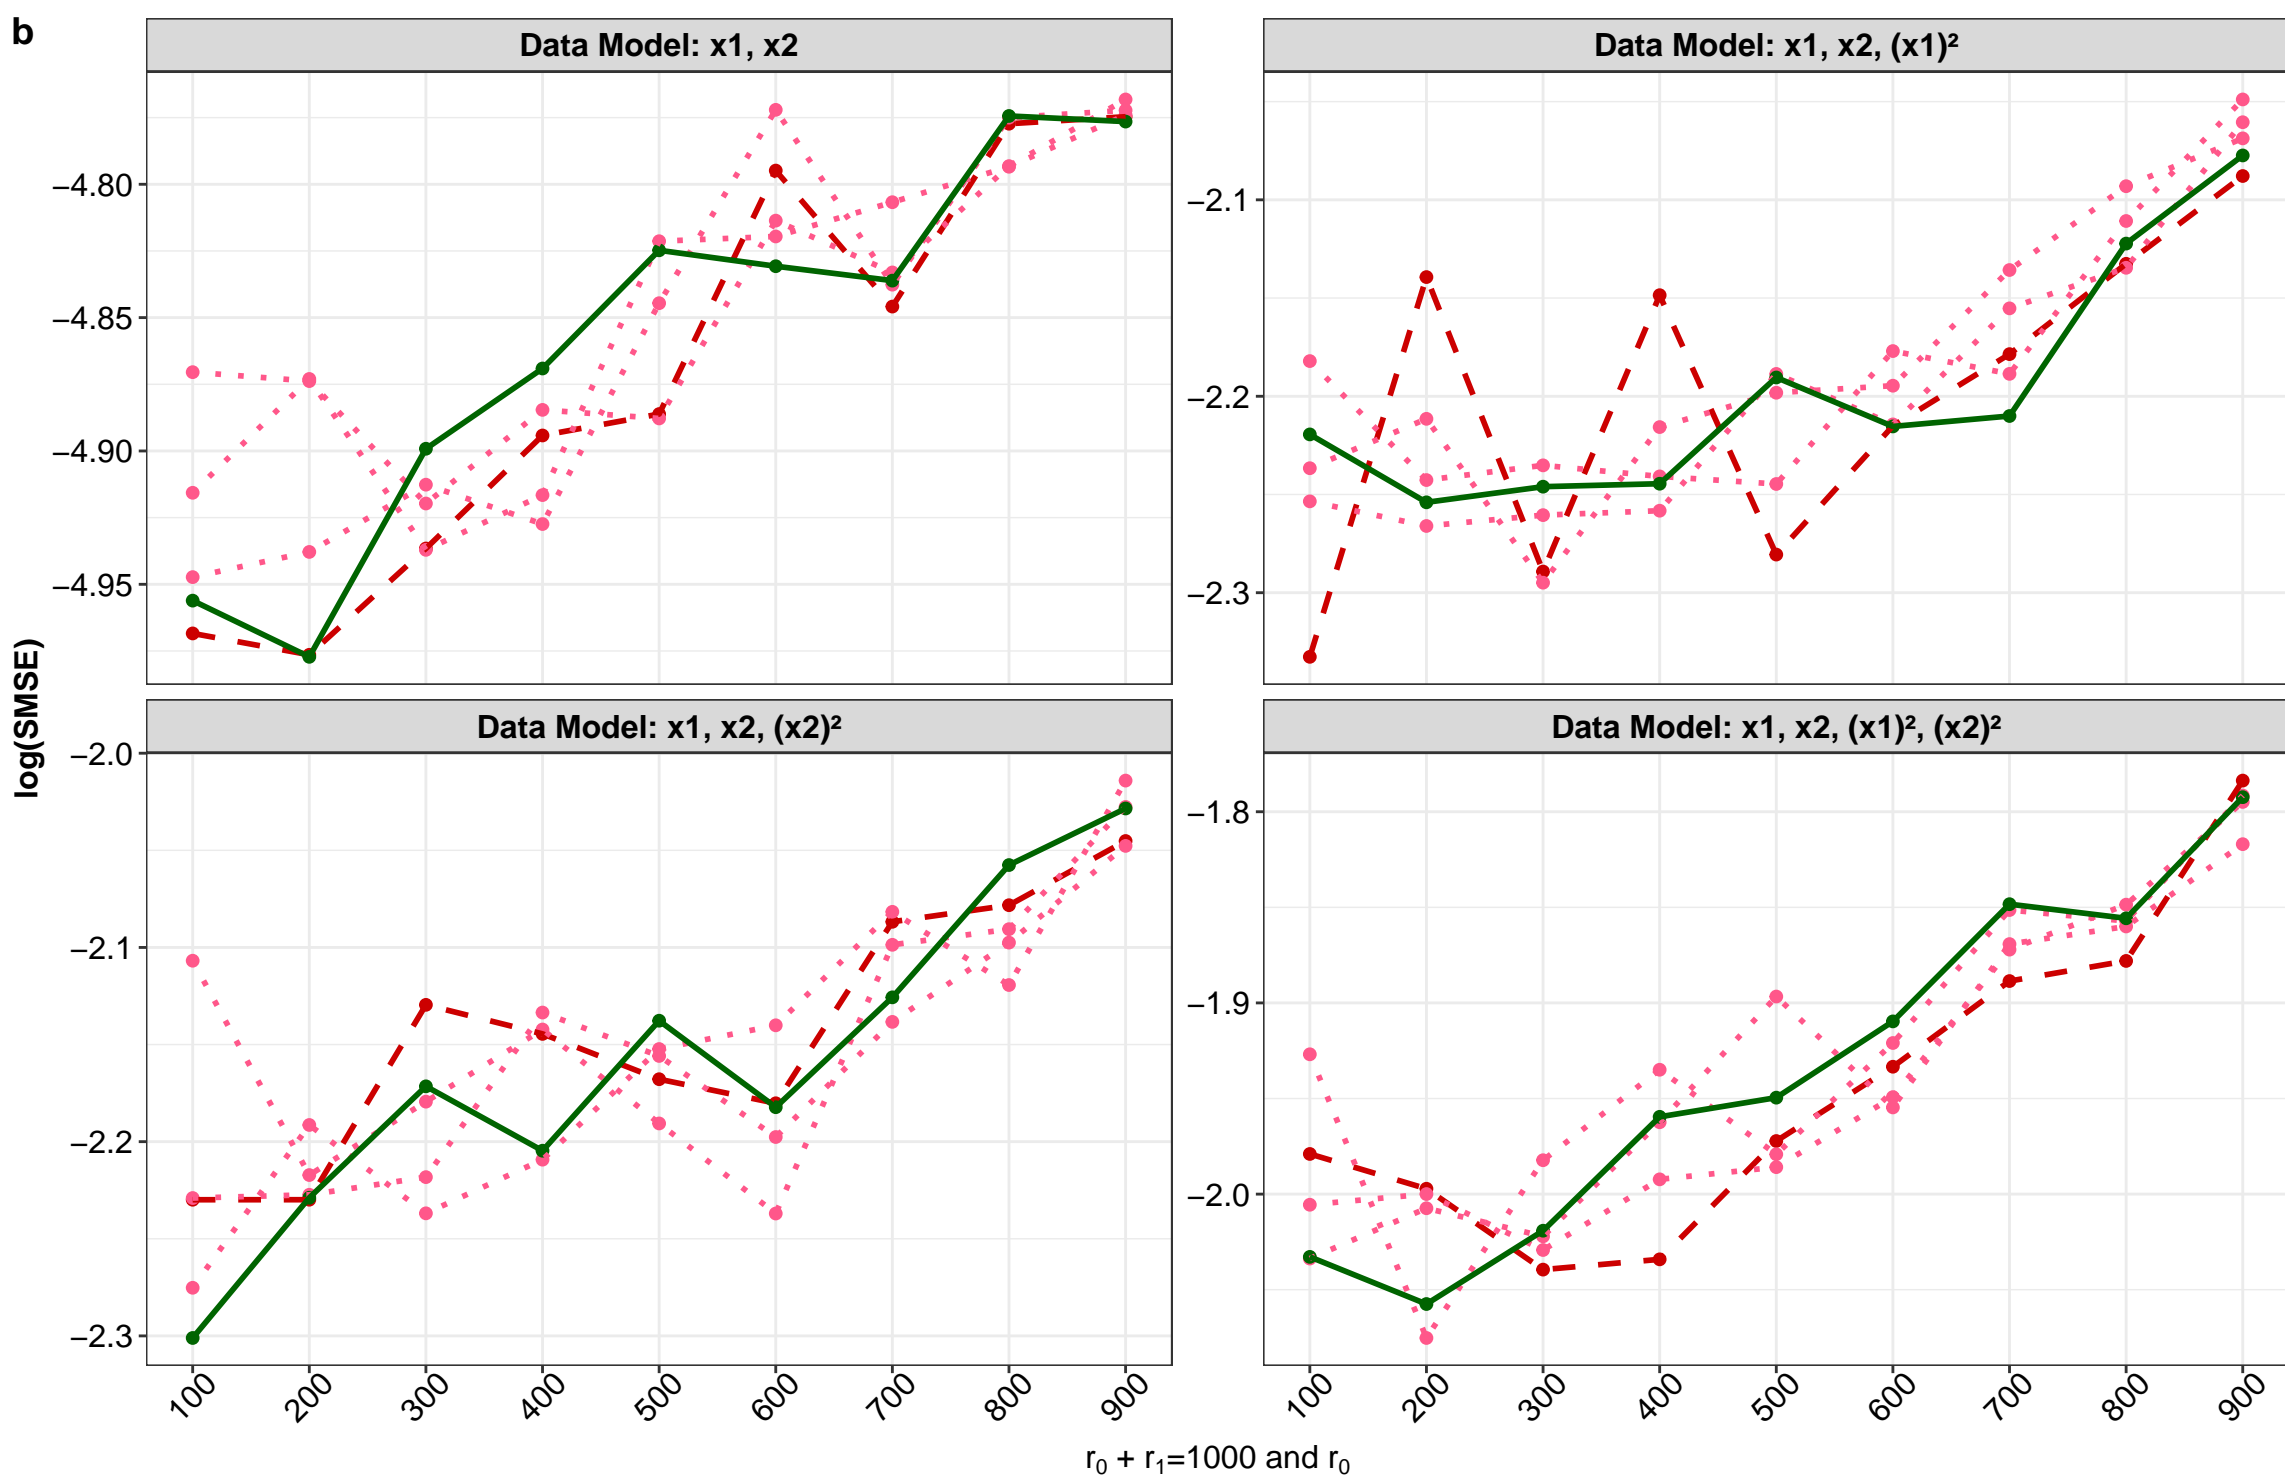 b
Data Model: x1, x2
Data Model: x1, x2, (x1)²
−4.80
−4.85
−4.90
−4.95
−2.1
−2.2
−2.3
Data Model: x1, x2, (x2)²
Data Model: x1, x2, (x1)², (x2)²
−2.0
−2.1
−2.2
−2.3
−1.8
−1.9
−2.0
log(SMSE)
100 200 300 400 500 600 700 800 900
100 200 300 400 500 600 700 800 900
r₀ + r₁=1000 and r₀